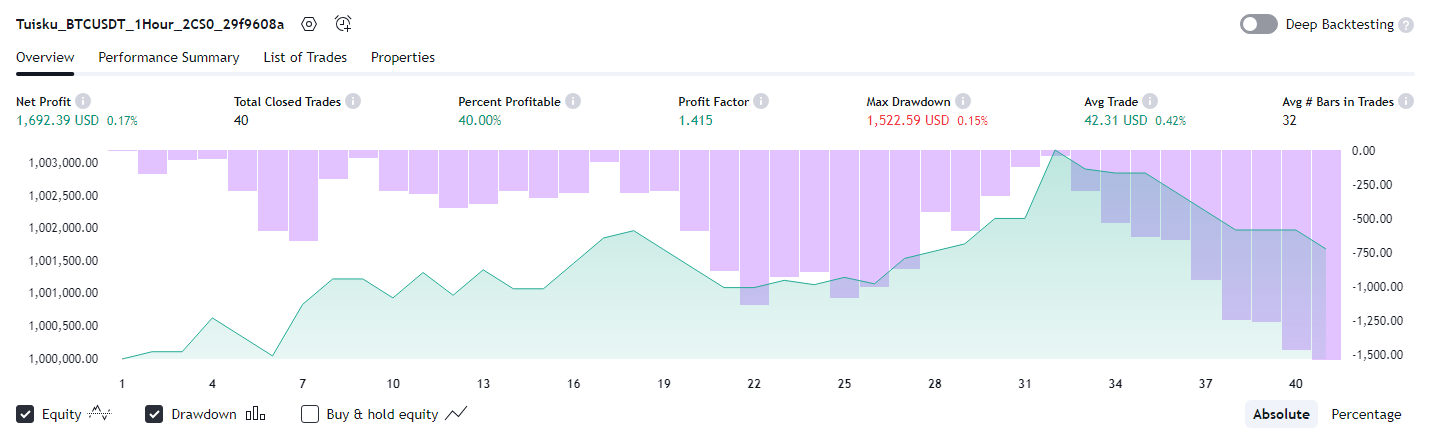 Tuisku_BTCUSDT_1Hour_2CS0_29f9608a
Deep Backtesting ?
Overview Performance Summary List of Trades Properties
Net Profit Total Closed Trades Percent Profitable Profit Factor Max Drawdown Avg Trade Avg # Bars in Trades
1,692.39 USD 0.17% 40 40.00% 1.415 1,522.59 USD 0.15% 42.31 USD 0.42% 32
1,003,000.00
1,002,500.00
1,002,000.00
1,001,500.00
1,001,000.00
1,000,500.00
1,000,000.00
0.00
-250.00
-500.00
-750.00
-1,000.00
-1,250.00
-1,500.00
1 4 7 10 13 16 19 22 25 28 31 34 37 40
Equity Drawdown Buy & hold equity Absolute Percentage